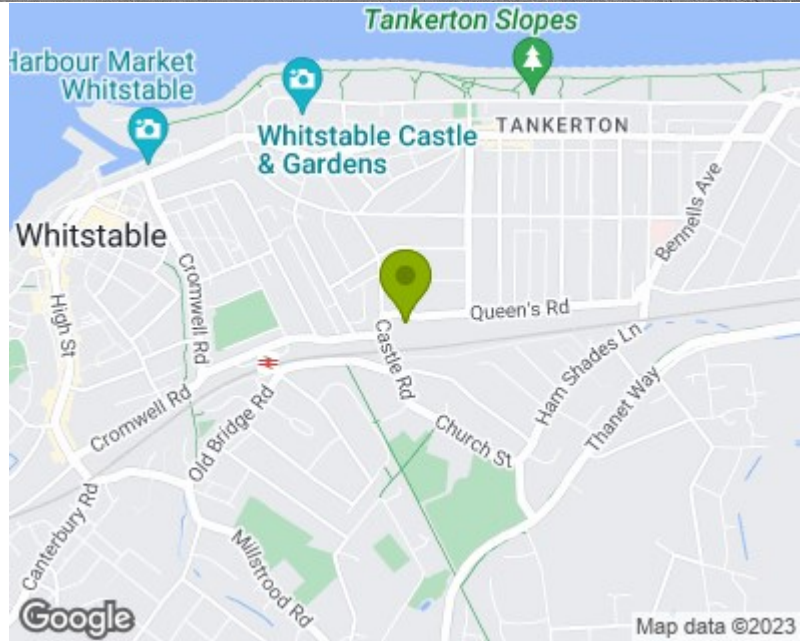 Tankerton Slopes
Harbour Market
Whitstable
Whitstable Castle
& Gardens
TANKERTON
Bennells Ave
Whitstable
Cromwell Rd
High St
Queen's Rd
Castle Rd
Ham Shades Ln
Thanet Way
Cromwell Rd
Old Bridge Rd
Church St
Canterbury Rd
Millstrood Rd
Google
Map data ©2023